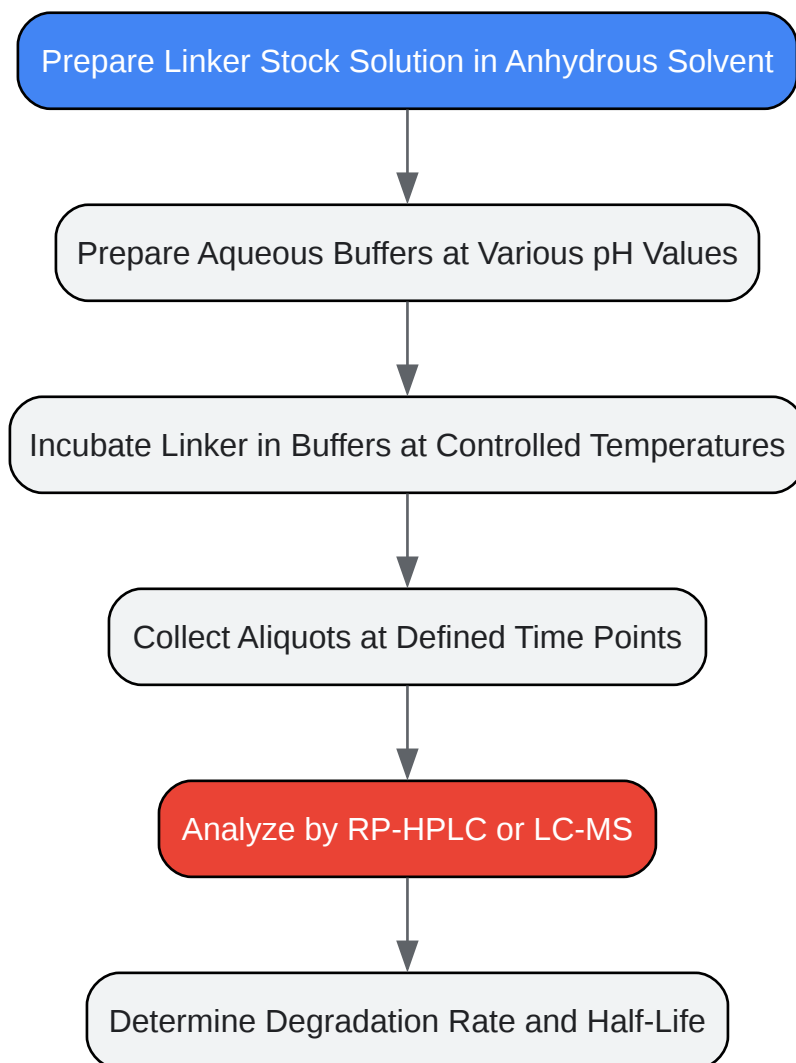 Prepare Linker Stock Solution in Anhydrous Solvent
Prepare Aqueous Buffers at Various pH Values
Incubate Linker in Buffers at Controlled Temperatures
Collect Aliquots at Defined Time Points
Analyze by RP-HPLC or LC-MS
Determine Degradation Rate and Half-Life